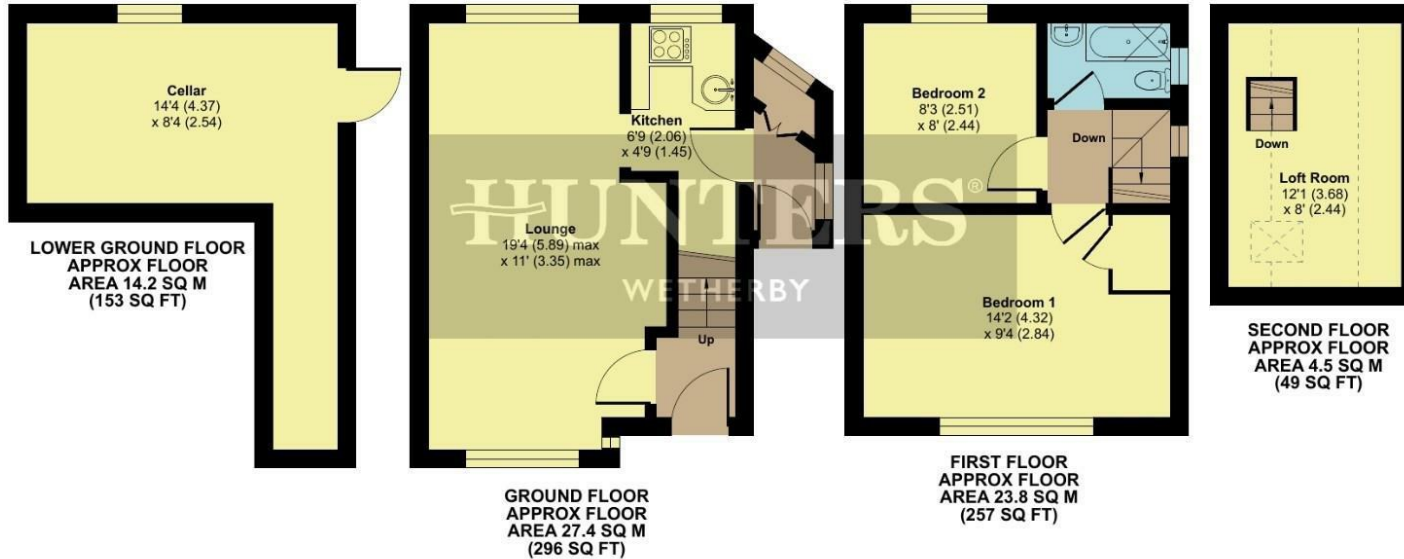 Cellar
14'4 (4.37)
x 8'4 (2.54)
LOWER GROUND FLOOR
APPROX FLOOR
AREA 14.2 SQ M
(153 SQ FT)
Kitchen
6'9 (2.06)
x 4'9 (1.45)
HUNTERS®
WETHERBY
Lounge
19'4 (5.89) max
x 11' (3.35) max
Up
GROUND FLOOR
APPROX FLOOR
AREA 27.4 SQ M
(296 SQ FT)
Bedroom 2
8'3 (2.51)
x 8' (2.44)
Down
Bedroom 1
14'2 (4.32)
x 9'4 (2.84)
FIRST FLOOR
APPROX FLOOR
AREA 23.8 SQ M
(257 SQ FT)
Down
Loft Room
12'1 (3.68)
x 8' (2.44)
SECOND FLOOR
APPROX FLOOR
AREA 4.5 SQ M
(49 SQ FT)